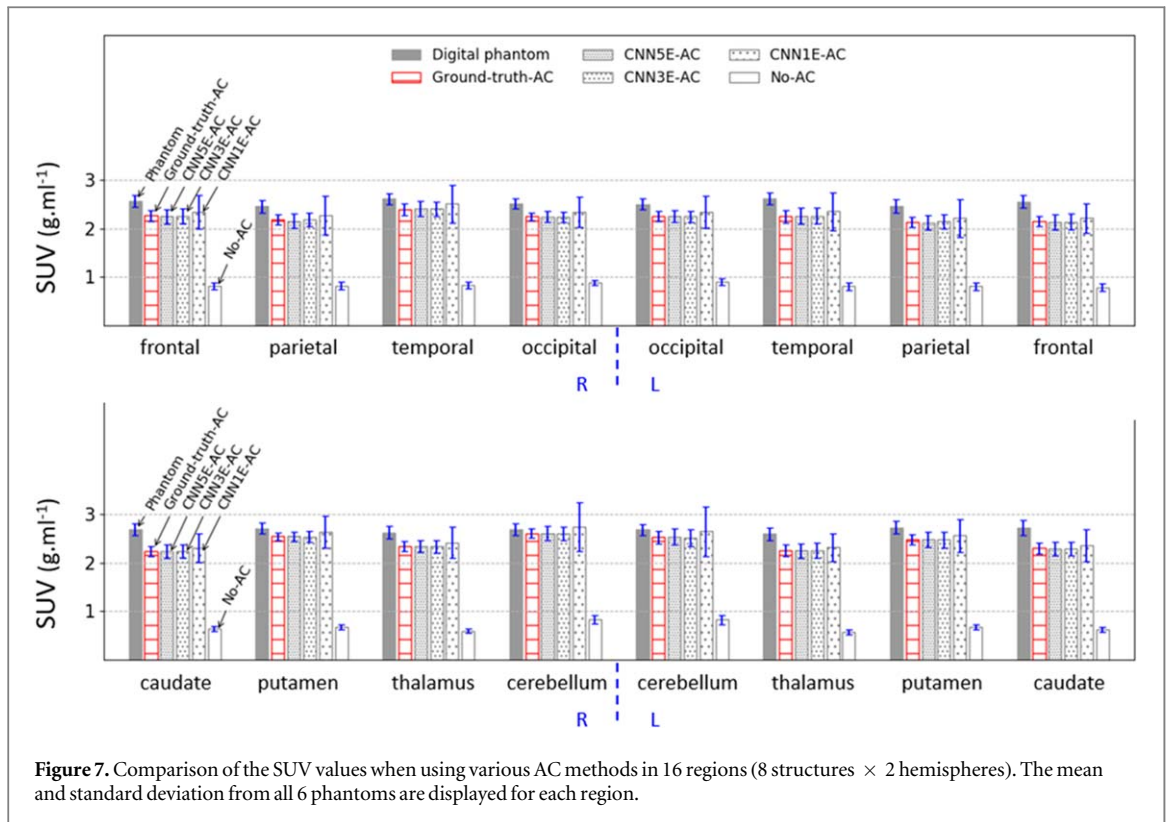 Digital phantom CNN5E-AC CNN1E-AC
Ground-truth-AC CNN3E-AC No-AC
Phantom
Ground-truth-AC
CNN5E-AC
CNN3E-AC
CNN1E-AC
No-AC
SUV (g.ml-1)
3
2
1
frontal parietal temporal occipital occipital temporal parietal frontal
R L
Phantom
Ground-truth-AC
CNN5E-AC
CNN3E-AC
CNN1E-AC
No-AC
SUV (g.ml-1)
3
2
1
caudate putamen thalamus cerebellum cerebellum thalamus putamen caudate
R L
Figure 7. Comparison of the SUV values when using various AC methods in 16 regions (8 structures × 2 hemispheres). The mean
and standard deviation from all 6 phantoms are displayed for each region.